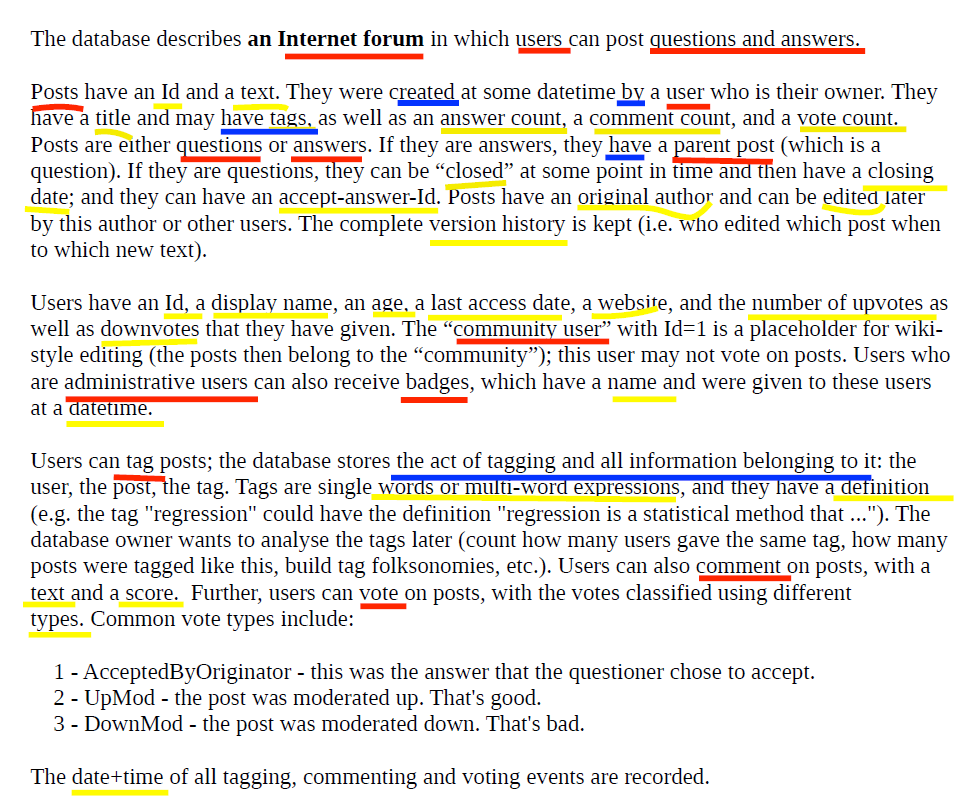 The database describes an Internet forum in which users can post questions and answers.
Posts have an Id and a text. They were created at some datetime by a user who is their owner. They
have a title and may have tags, as well as an answer count, a comment count, and a vote count.
Posts are either questions or answers. If they are answers, they have a parent post (which is a
question). If they are questions, they can be “closed” at some point in time and then have a closing
date; and they can have an accept-answer-Id. Posts have an original author and can be edited later
by this author or other users. The complete version history is kept (i.e. who edited which post when
to which new text).
Users have an Id, a display name, an age, a last access date, a website, and the number of upvotes as
well as downvotes that they have given. The “community user” with Id=1 is a placeholder for wiki-
style editing (the posts then belong to the “community”); this user may not vote on posts. Users who
are administrative users can also receive badges, which have a name and were given to these users
at a datetime.
Users can tag posts; the database stores the act of tagging and all information belonging to it: the
user, the post, the tag. Tags are single words or multi-word expressions, and they have a definition
(e.g. the tag "regression" could have the definition "regression is a statistical method that ..."). The
database owner wants to analyse the tags later (count how many users gave the same tag, how many
posts were tagged like this, build tag folksonomies, etc.). Users can also comment on posts, with a
text and a score. Further, users can vote on posts, with the votes classified using different
types. Common vote types include:
1 - AcceptedByOriginator - this was the answer that the questioner chose to accept.
2 - UpMod - the post was moderated up. That's good.
3 - DownMod - the post was moderated down. That's bad.
The date+time of all tagging, commenting and voting events are recorded.